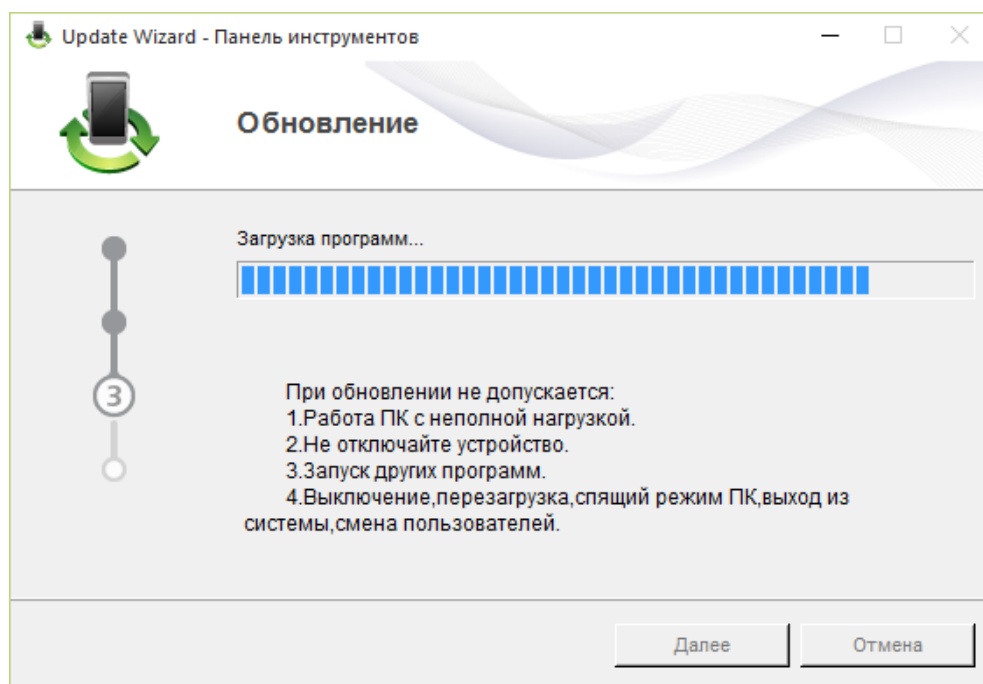 Update Wizard - Панель инструментов
Обновление
Загрузка программ...
3
При обновлении не допускается:
1.Работа ПК с неполной нагрузкой.
2.Не отключайте устройство.
3.Запуск других программ.
4.Выключение,перезагрузка,спящий режим ПК,выход из
системы,смена пользователей.
Далее
Отмена